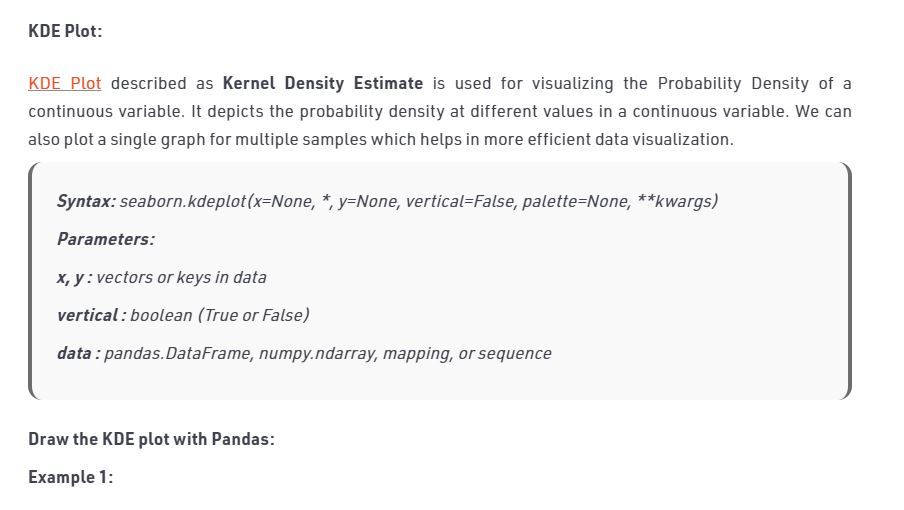 KDE Plot:
KDE Plot described as Kernel Density Estimate is used for visualizing the Probability Density of a
continuous variable. It depicts the probability density at different values in a continuous variable. We can
also plot a single graph for multiple samples which helps in more efficient data visualization.
Syntax: seaborn.kdeplot(x=None, *, y=None, vertical=False, palette=None, **kwargs)
Parameters:
x, y : vectors or keys in data
vertical : boolean (True or False)
data : pandas.DataFrame, numpy.ndarray, mapping, or sequence
Draw the KDE plot with Pandas:
Example 1: